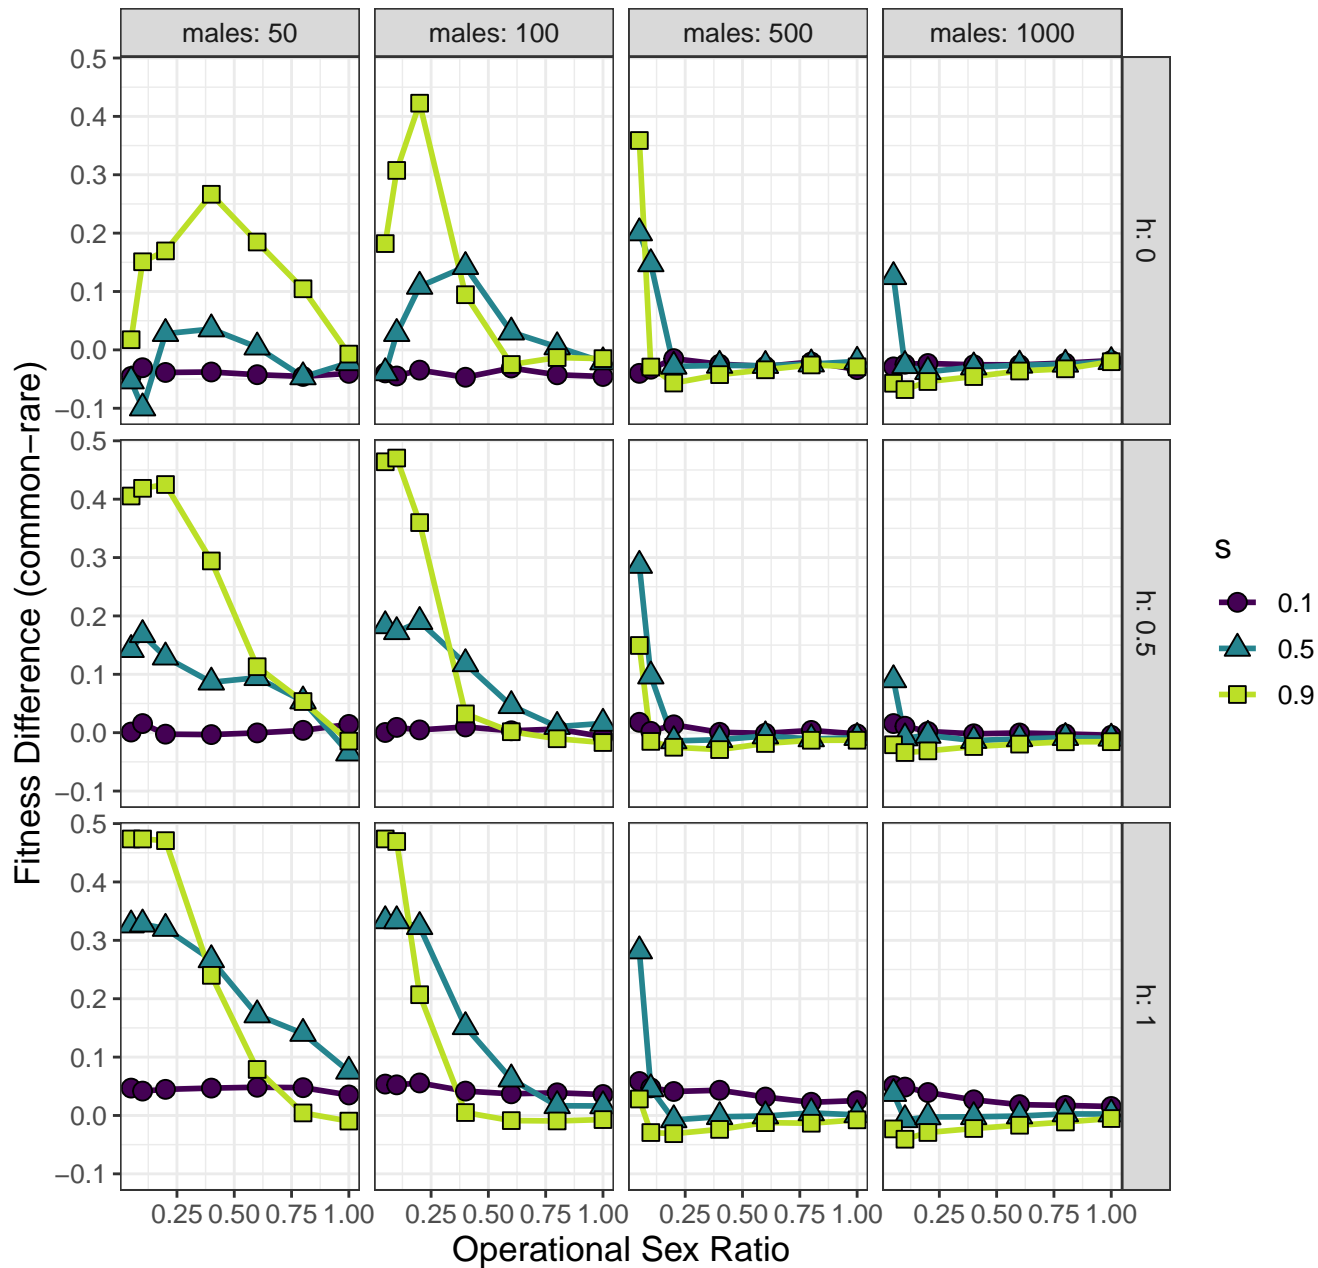 males: 50
males: 100
males: 500
males: 1000
0.5
0.4
0.3
0.2
0.1
0.0
−0.1
h: 0
0.5
0.4
0.3
0.2
0.1
0.0
−0.1
h: 0.5
0.5
0.4
0.3
0.2
0.1
0.0
−0.1
h: 1
0.25 0.50 0.75 1.00
0.25 0.50 0.75 1.00
0.25 0.50 0.75 1.00
0.25 0.50 0.75 1.00
Operational Sex Ratio
Fitness Difference (common−rare)
s
0.1
0.5
0.9